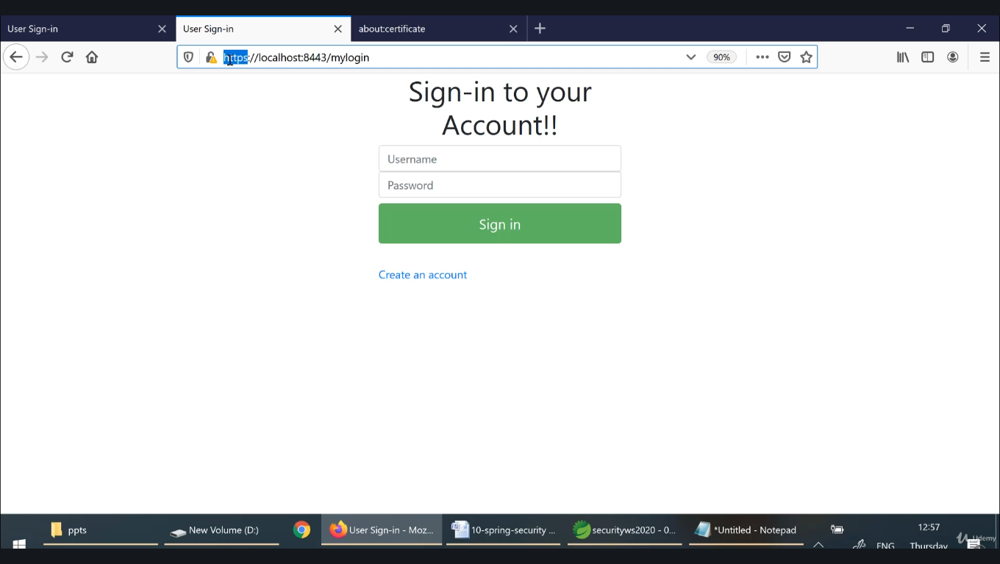 User Sign-in
User Sign-in
about:certificate
https://localhost:8443/mylogin
90%
Sign-in to your
Account!!
Username
Password
Sign in
Create an account
ppts
New Volume (D:)
User Sign-in - Moz...
10-spring-security ...
securityws2020 - 0...
*Untitled - Notepad
12:57
ENG
Thursday
Udemy